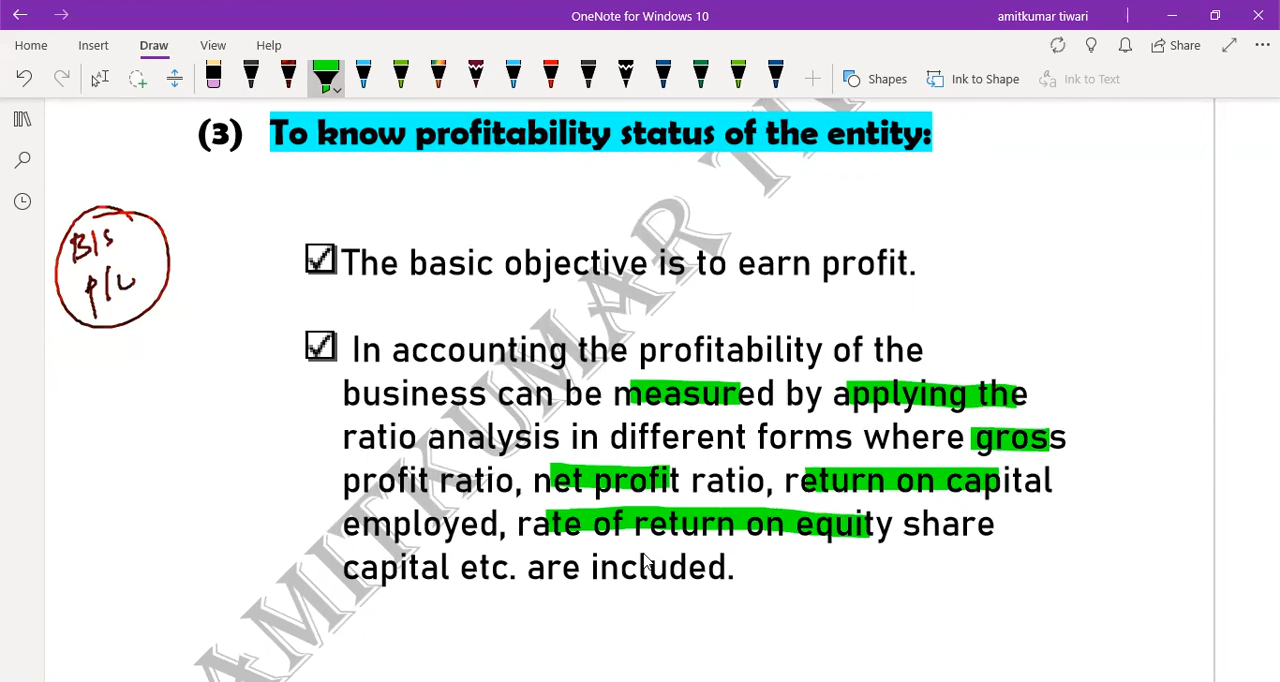 OneNote for Windows 10
amitkumar tiwari
Home Insert Draw View Help
Share
Shapes
Ink to Shape
Ink to Text
(3) To know profitability status of the entity:
B/S
P/L
The basic objective is to earn profit.
In accounting the profitability of the
business can be measured by applying the
ratio analysis in different forms where gross
profit ratio, net profit ratio, return on capital
employed, rate of return on equity share
capital etc. are included.
AMITKUMAR T